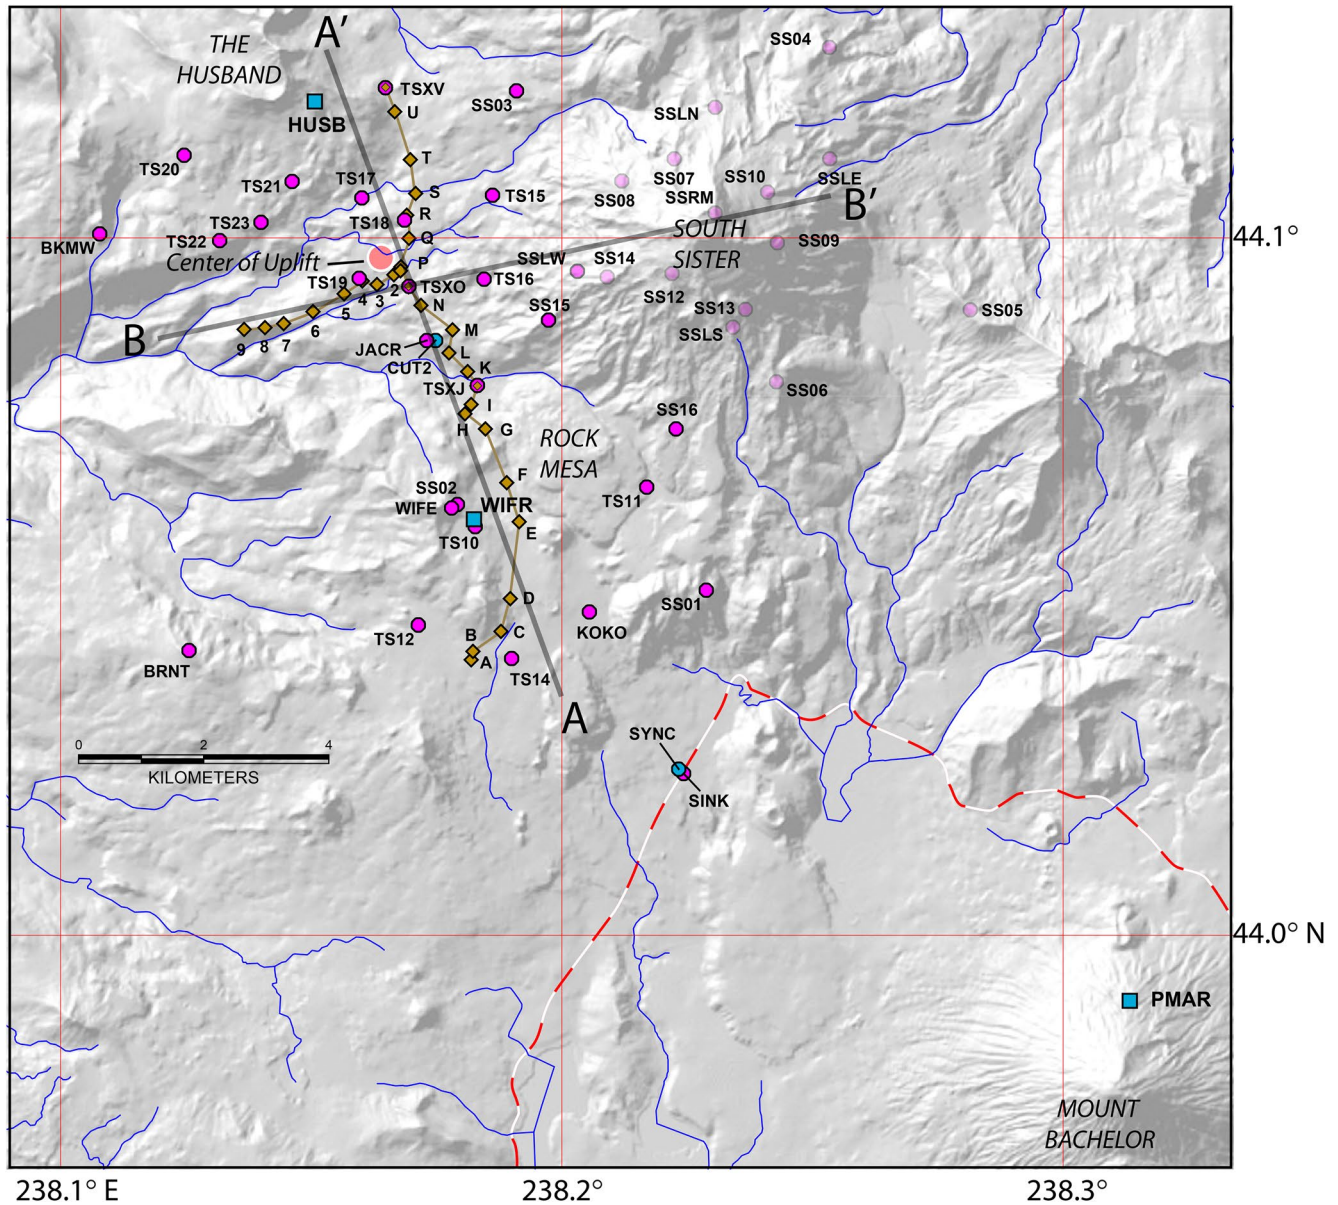 A'
THE
HUSBAND
SS04
TSXV
HUSB
SS03
U
SSLN
T
TS20
TS21
TS17
S
TS15
SS07
SS10
SSLE
SS08
SSRM
B'
TS23
TS18
R
BKMW
TS22
Q
SOUTH
SISTER
SS09
44.1°
Center of Uplift
P
SSLW
SS14
TS19
4
3
2
TSXO
TS16
SS12
5
N
SS15
SS13
SS05
B
9
8
7
6
M
SSLS
JACR
L
CUT2
K
TSXJ
SS06
I
H
G
SS16
ROCK
MESA
F
SS02
WIFE
WIFR
TS11
TS10
E
D
SS01
TS12
B
C
KOKO
A
BRNT
TS14
A
0
2
4
KILOMETERS
SYNC
SINK
44.0° N
PMAR
MOUNT
BACHELOR
238.1° E
238.2°
238.3°